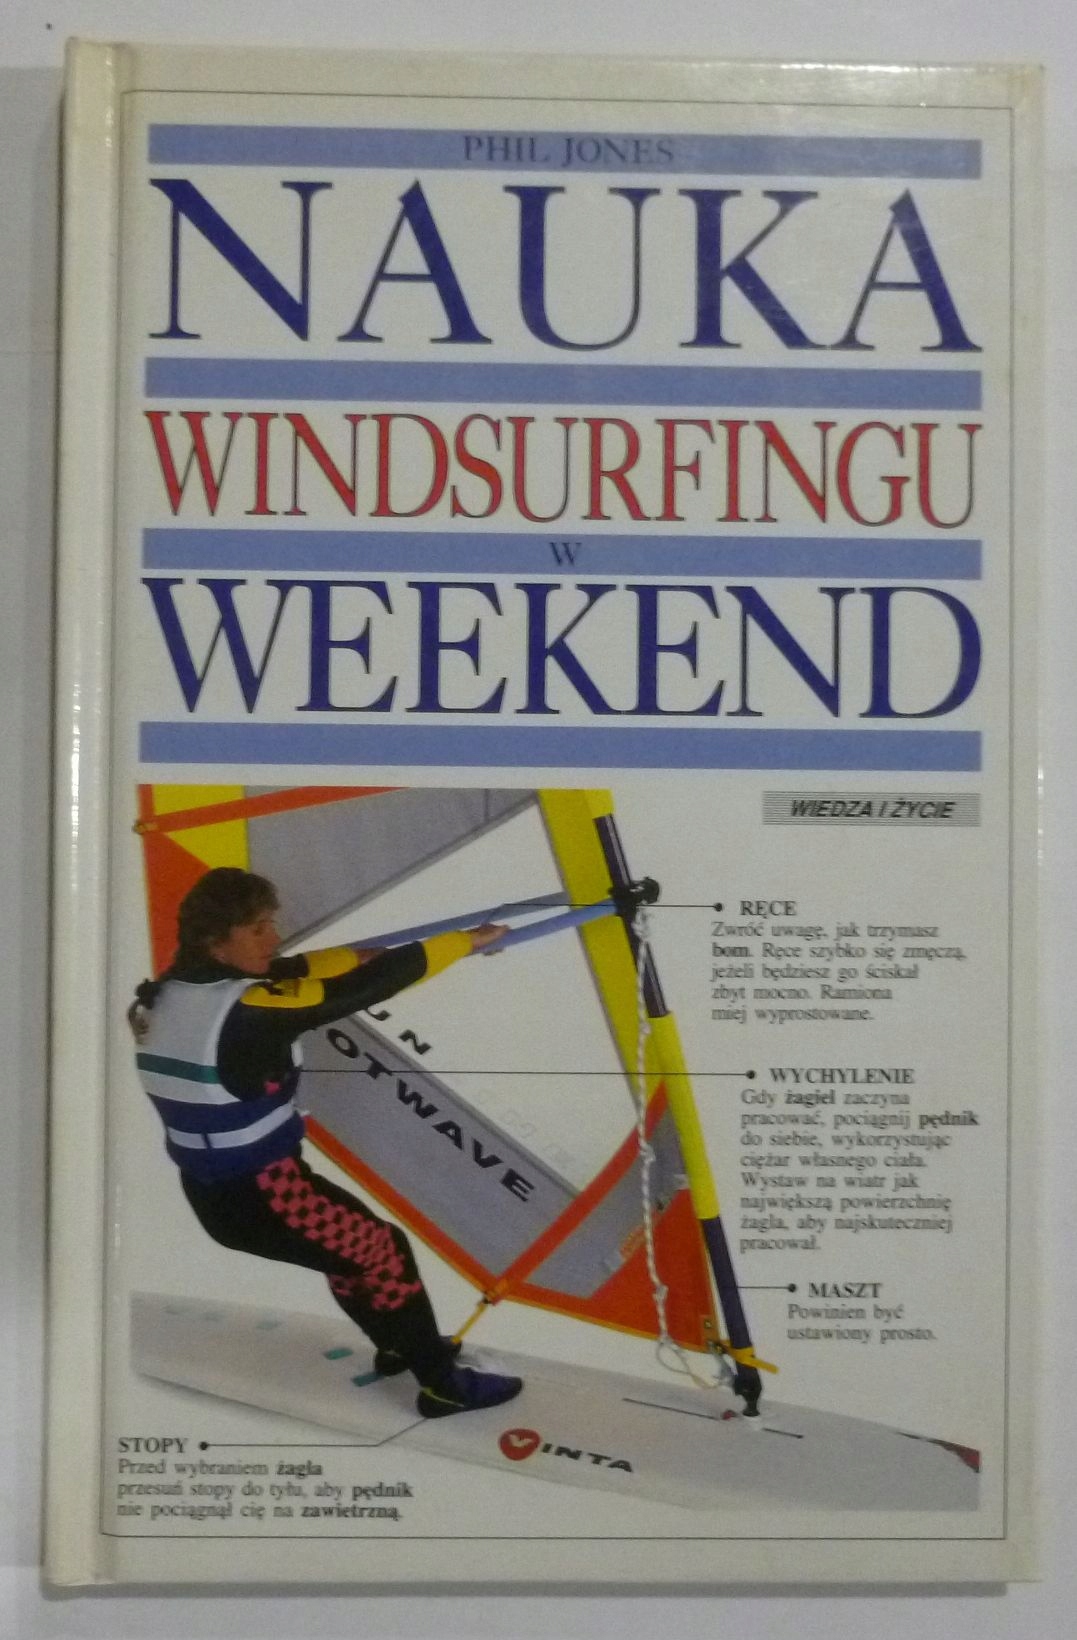 PHIL JONES
NAUKA
WINDSURFINGU
W
WEEKEND
WIEDZA I ŻYCIE
RĘCE
Zwróć uwagę, jak trzymasz
bom. Ręce szybko się zmęczą,
jeżeli będziesz go ściskał
zbyt mocno. Ramiona
miej wyprostowane.
UN
OTWAVE
WYCHYLENIE
Gdy żagiel zaczyna
pracować, pociągnij pędnik
do siebie, wykorzystując
ciężar własnego ciała.
Wystaw na wiatr jak
największą powierzchnię
żagla, aby najskuteczniej
pracował.
MASZT
Powinien być
ustawiony prosto.
STOPY
Przed wybraniem żagla
przesuń stopy do tyłu, aby pędnik
nie pociągnął cię na zawietrzną.
VINTA